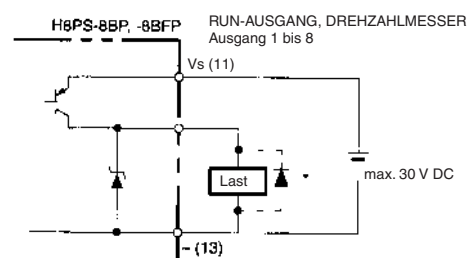 H8PS-8BP, -8BFP
RUN-AUSGANG, DREHZAHLMESSER
Ausgang 1 bis 8
Vs (11)
Last
max. 30 V DC
- (13)